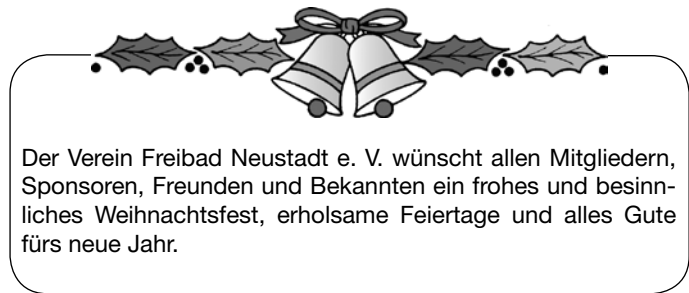 Der Verein Freibad Neustadt e. V. wünscht allen Mitgliedern,
Sponsoren, Freunden und Bekannten ein frohes und besinn-
liches Weihnachtsfest, erholsame Feiertage und alles Gute
fürs neue Jahr.